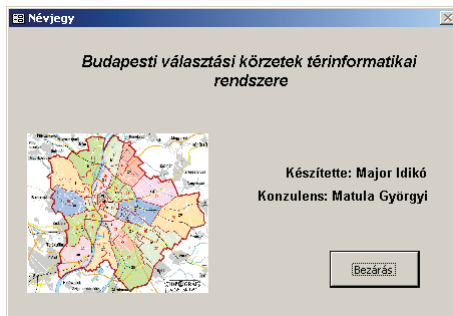 Névjegy
Budapesti választási körzetek térinformatikai
rendszere
Készítette: Major Idikó
Konzulens: Matula Györgyi
Bezárás